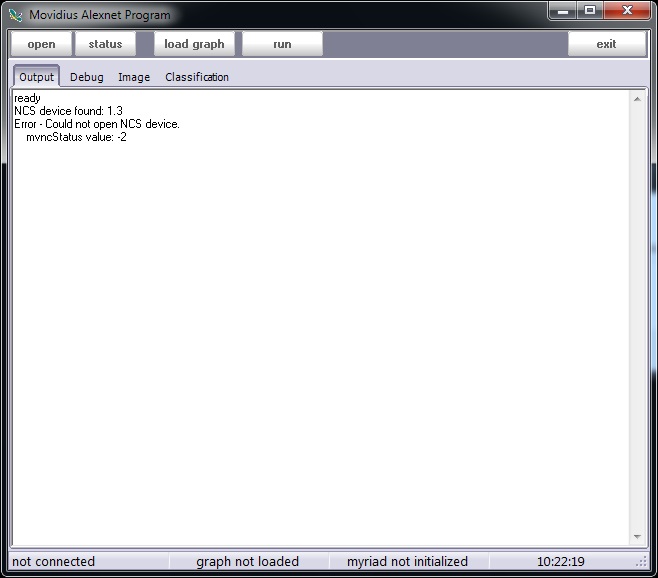 Movidius Alexnet Program
open status load graph run exit
Output Debug Image Classification
ready
NCS device found: 1.3
Error - Could not open NCS device.
mvncStatus value: -2
not connected graph not loaded myriad not initialized 10:22:19